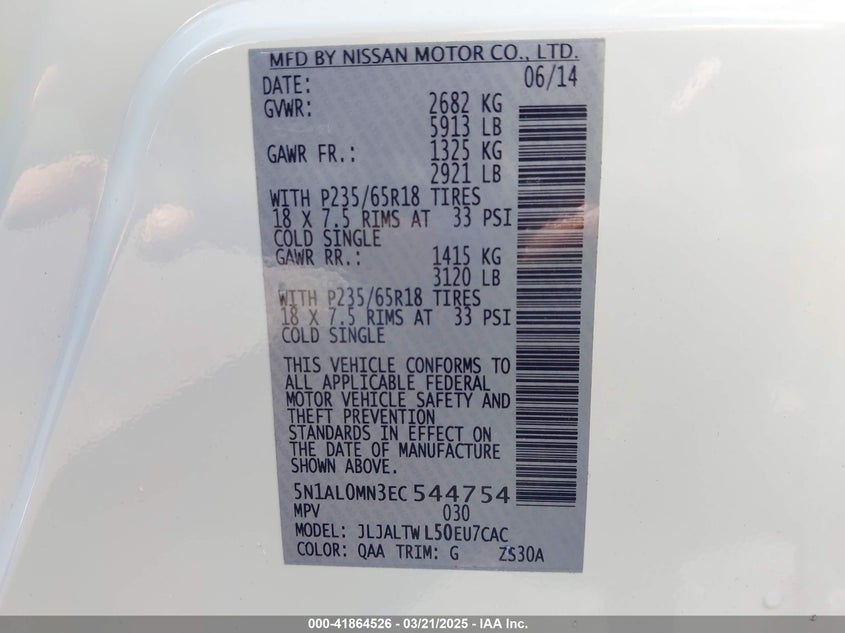 MFD BY NISSAN MOTOR CO., LTD.
DATE: 06/14
GVWR: 2682 KG
5913 LB
GAWR FR.: 1325 KG
2921 LB
WITH P235/65R18 TIRES
18 X 7.5 RIMS AT 33 PSI
COLD SINGLE
GAWR RR.: 1415 KG
3120 LB
WITH P235/65R18 TIRES
18 X 7.5 RIMS AT 33 PSI
COLD SINGLE
THIS VEHICLE CONFORMS TO
ALL APPLICABLE FEDERAL
MOTOR VEHICLE SAFETY AND
THEFT PREVENTION
STANDARDS IN EFFECT ON
THE DATE OF MANUFACTURE
SHOWN ABOVE.
5N1AL0MN3EC544754
MPV 030
MODEL: JLJALTWL50EU7CAC
COLOR: QAA TRIM: G ZS30A
000-41864526 - 03/21/2025 - Copyright © 2025 IAA, Inc.